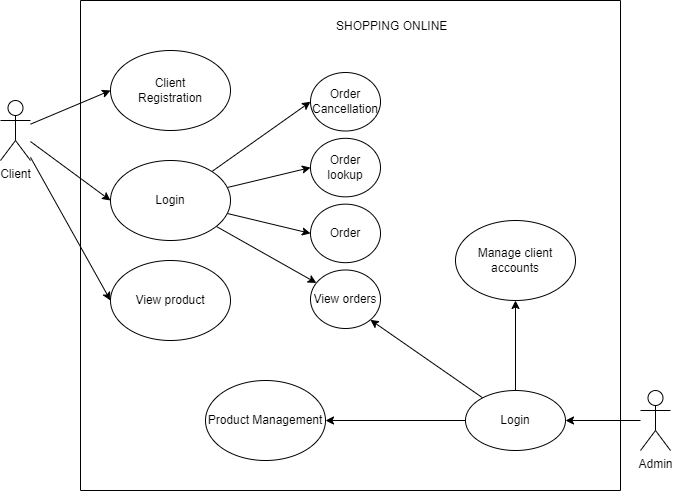 SHOPPING ONLINE
Client
Registration
Order
Cancellation
Client
Login
Order
lookup
Order
View product
View orders
Manage client
accounts
Product Management
Login
Admin